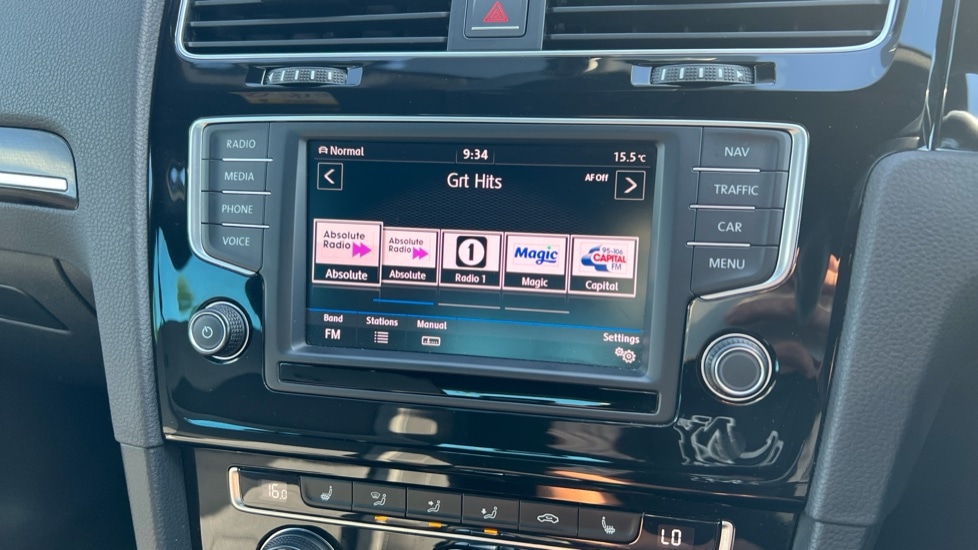 RADIO
MEDIA
PHONE
VOICE
Normal
9:34
15.5°C
Grt Hits
AF Off
Absolute
Radio
Absolute
Absolute
Radio
Absolute
1
Radio 1
Magic
Magic
95-106
CAPITAL
FM
Capital
Band
FM
Stations
Manual
Settings
NAV
TRAFFIC
CAR
MENU
16.0
LO